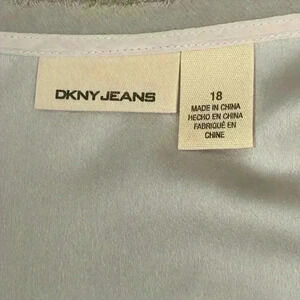 DKNY JEANS
18
MADE IN CHINA
HECHO EN CHINA
FABRIQUÉ EN
CHINE